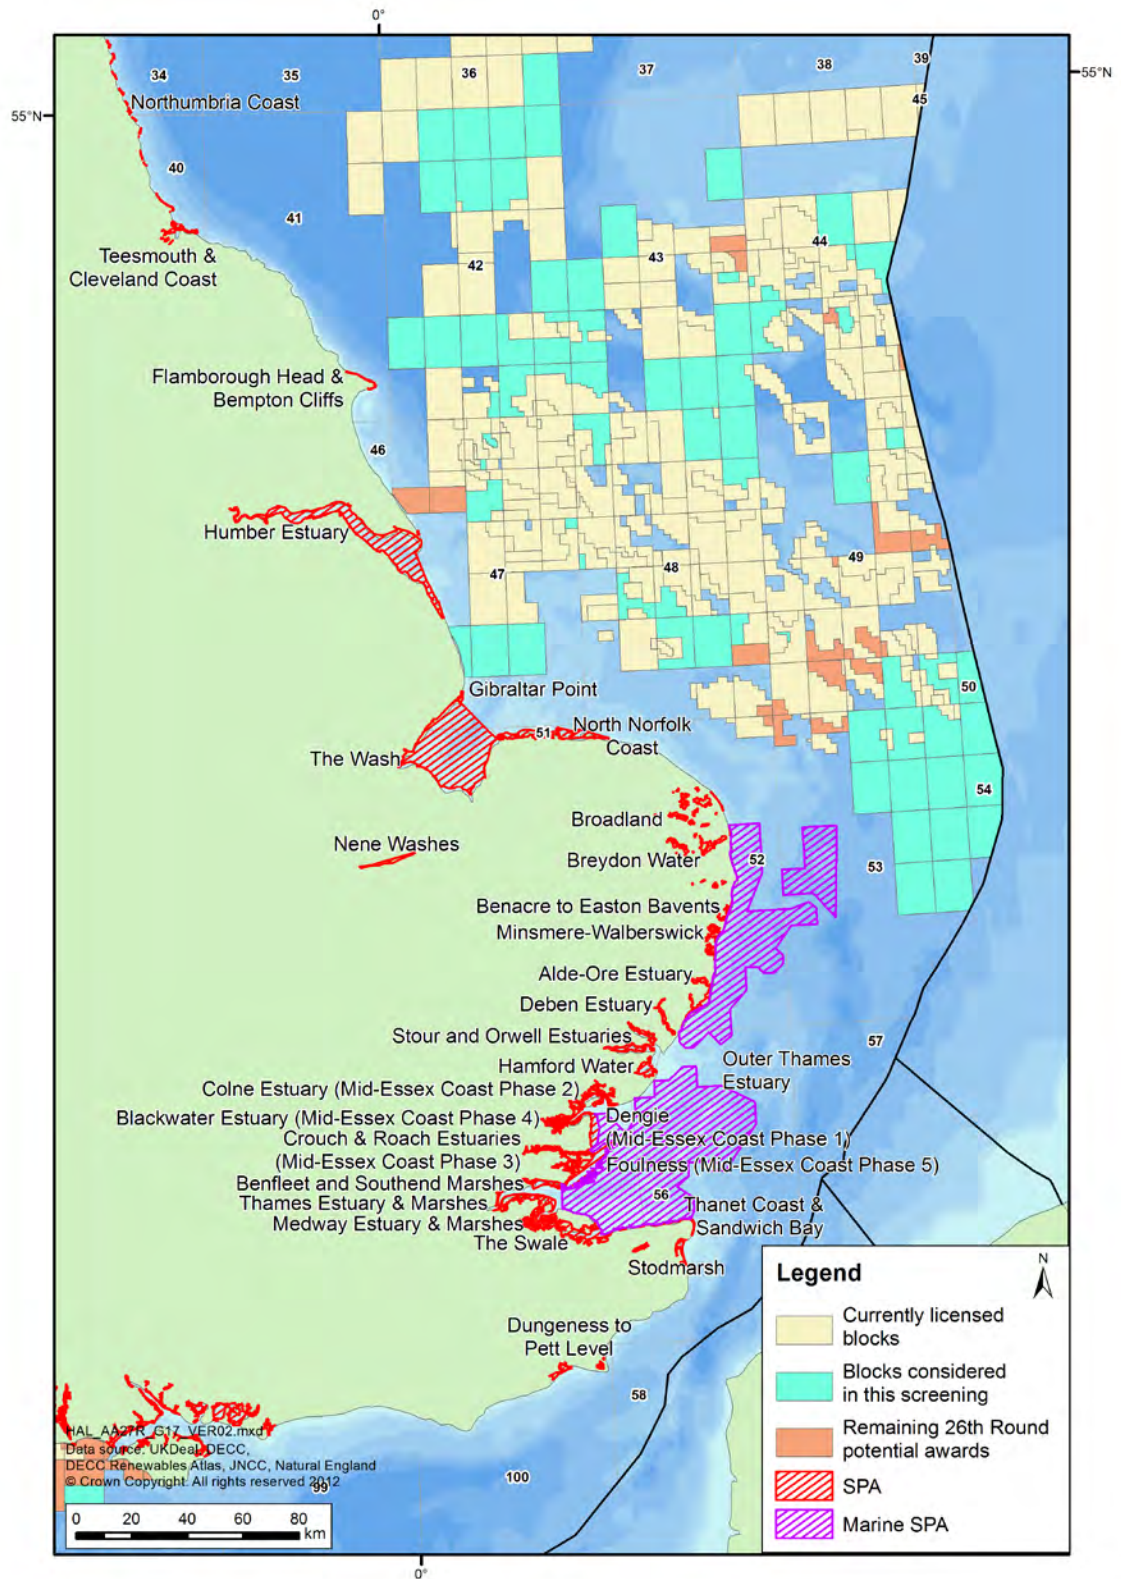 0°
34
35
36
37
38
39
55°N
45
Northumbria Coast
55°N
40
41
44
Teesmouth &
Cleveland Coast
42
43
Flamborough Head &
Bempton Cliffs
46
Humber Estuary
47
48
49
50
Gibraltar Point
51
North Norfolk
Coast
The Wash
54
Broadland
Nene Washes
Breydon Water
52
53
Benacre to Easton Bavents
Minsmere-Walberswick
Alde-Ore Estuary
Deben Estuary
Stour and Orwell Estuaries
57
Hamford Water
Outer Thames
Estuary
Colne Estuary (Mid-Essex Coast Phase 2)
Blackwater Estuary (Mid-Essex Coast Phase 4)
Dengie
(Mid-Essex Coast Phase 1)
Crouch & Roach Estuaries
(Mid-Essex Coast Phase 3)
Foulness (Mid-Essex Coast Phase 5)
Benfleet and Southend Marshes
Thames Estuary & Marshes
56
Thanet Coast &
Sandwich Bay
Medway Estuary & Marshes
The Swale
Stodmarsh
Dungeness to
Pett Level
58
100
99
HAL_AA27R_G17_VER02.mxd
Data source: UKDeal, DECC,
DECC Renewables Atlas, JNCC, Natural England
© Crown Copyright. All rights reserved 2012
0 20 40 60 80
km
0°
Legend
N
Currently licensed
blocks
Blocks considered
in this screening
Remaining 26th Round
potential awards
SPA
Marine SPA